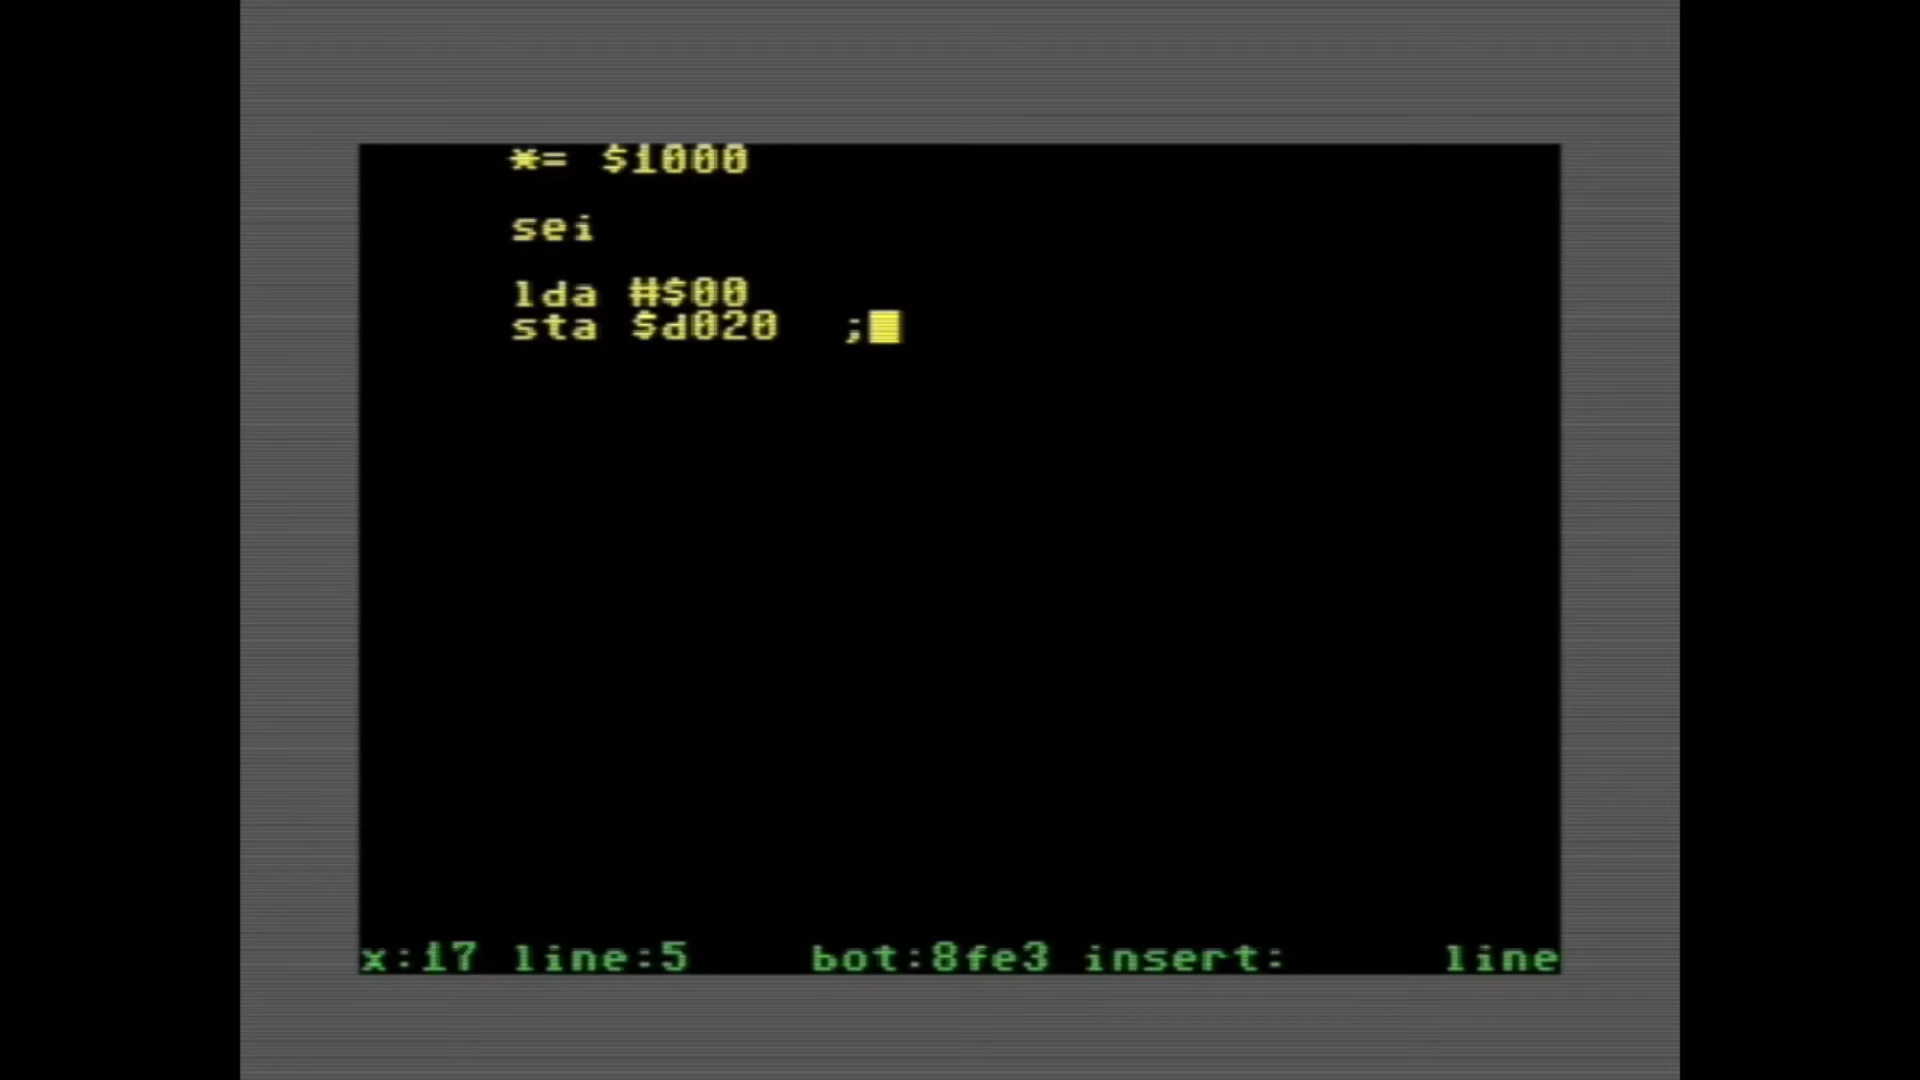 *= $1000
sei
lda #$00
sta $d020 ;
x:17 line:5 bot:8fe3 insert: line